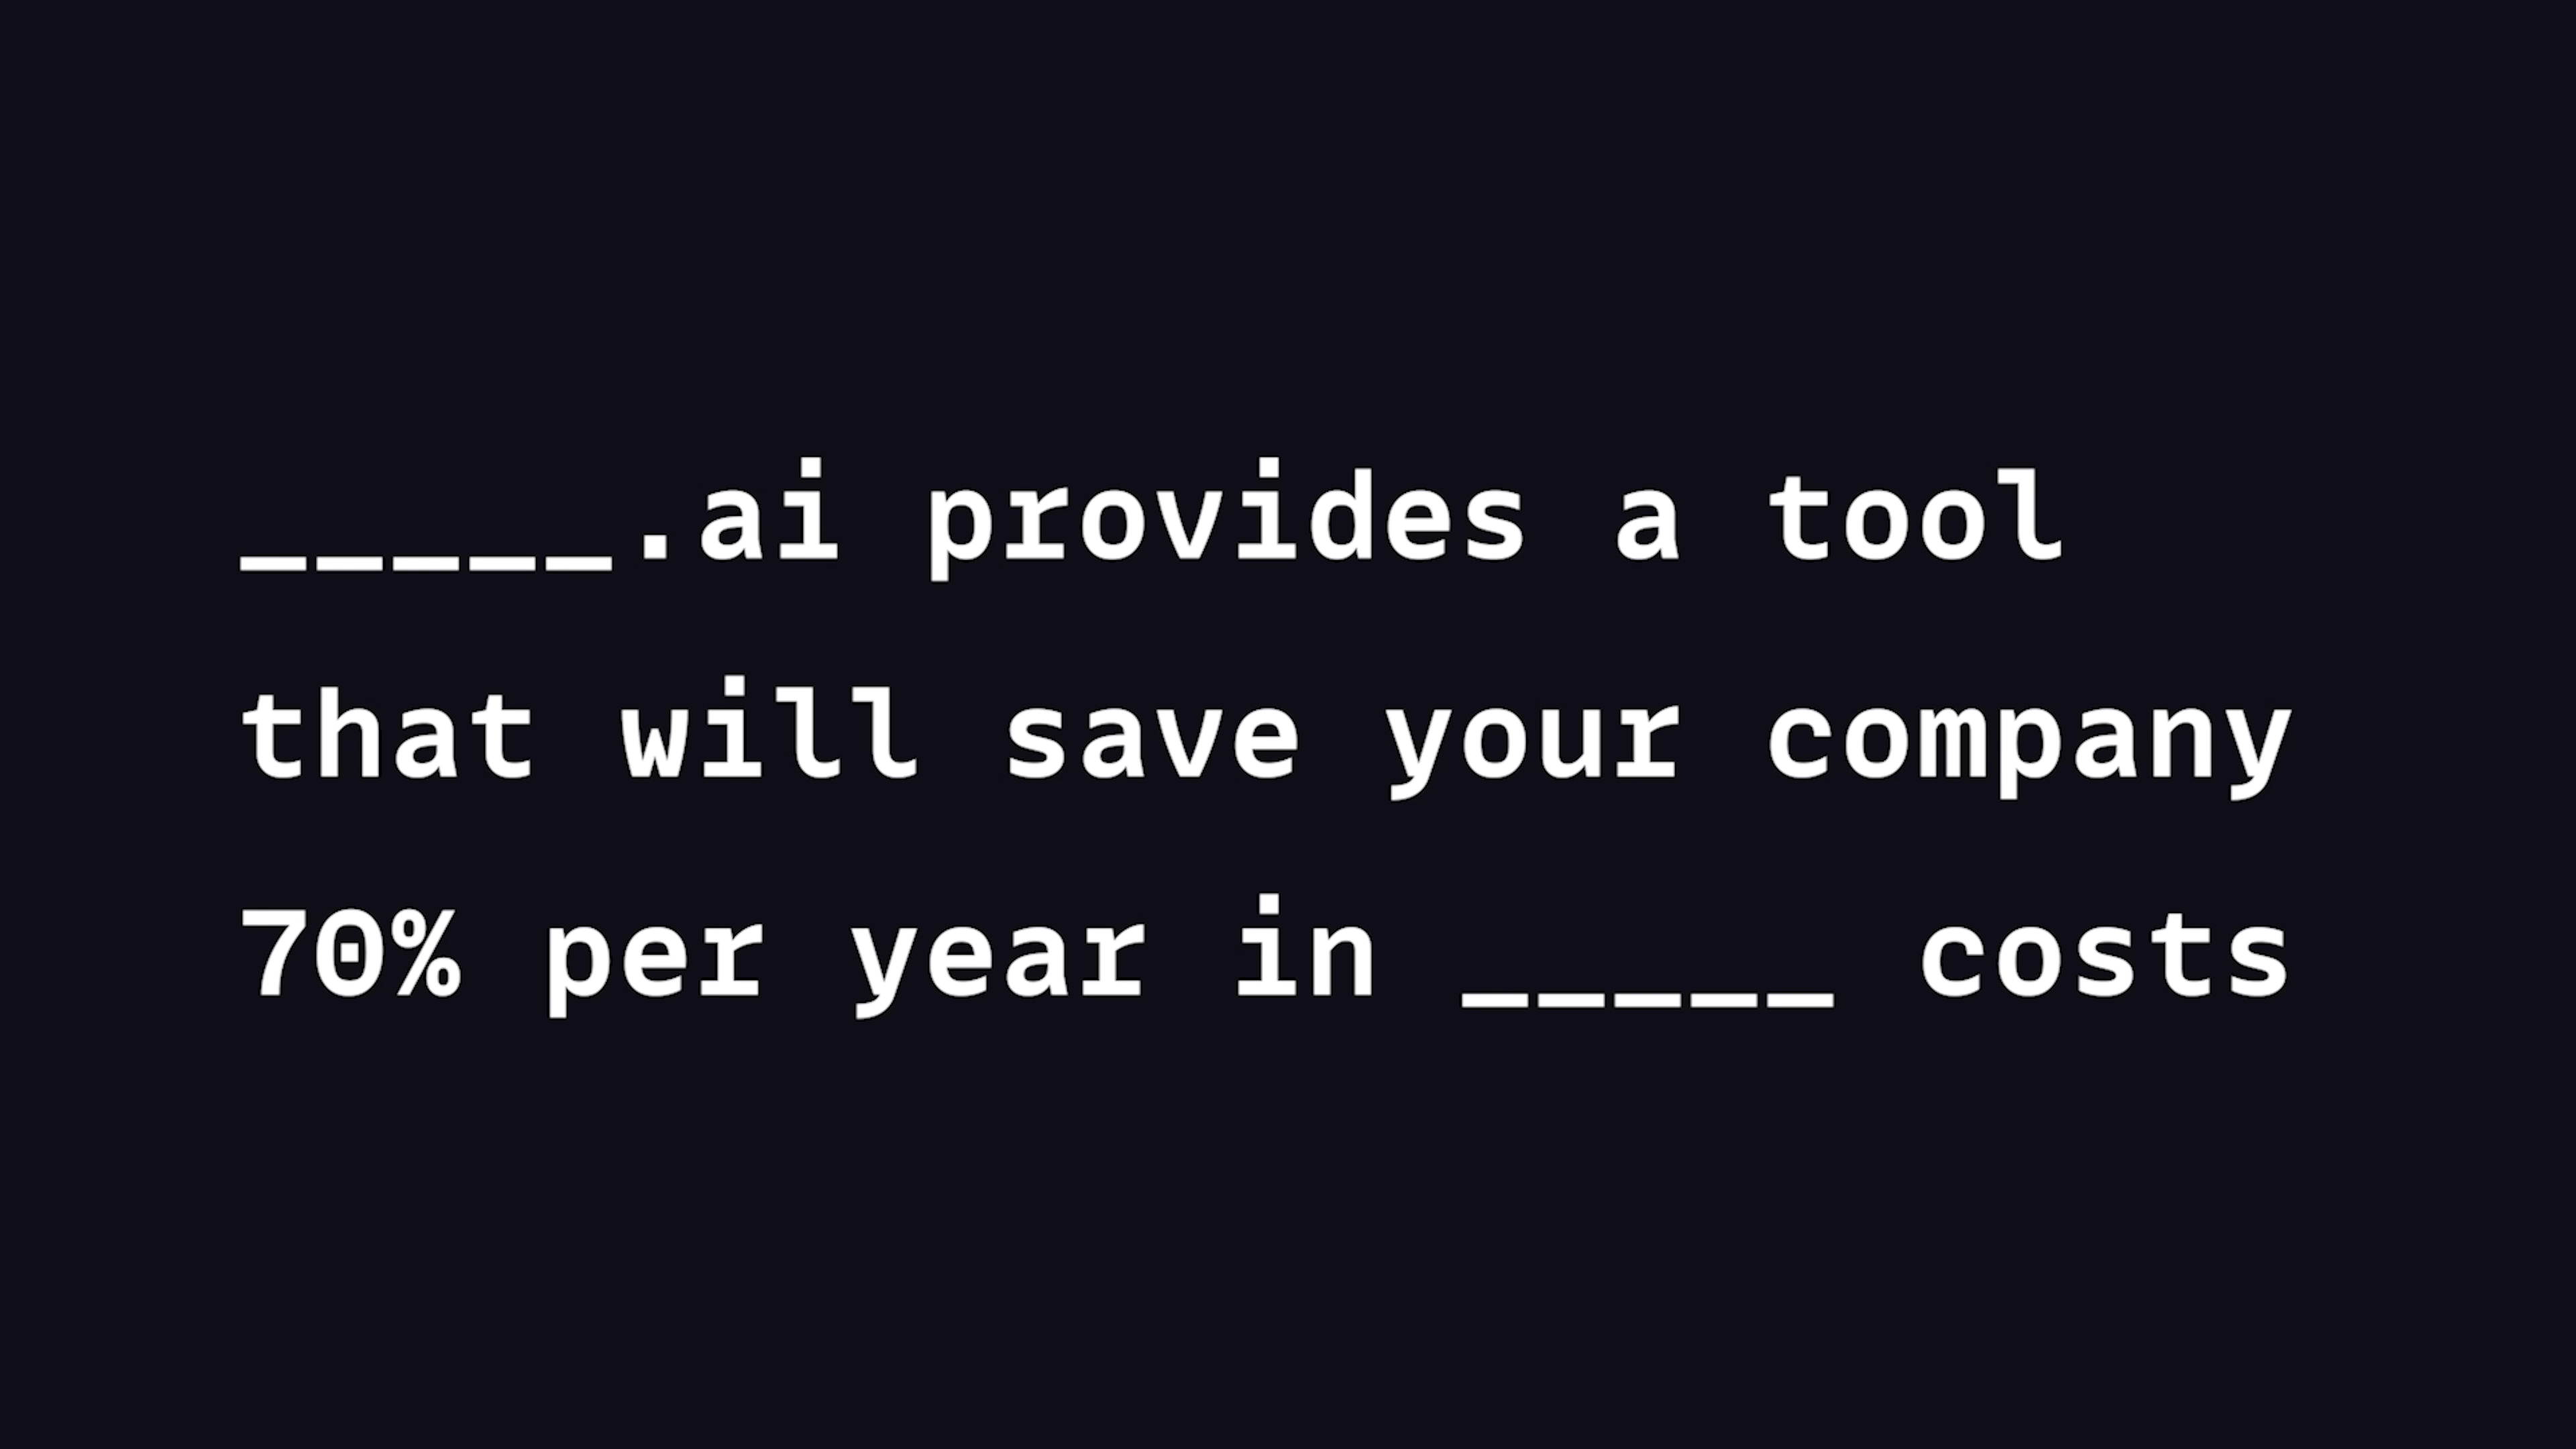 _____.ai provides a tool
that will save your company
70% per year in _____ costs